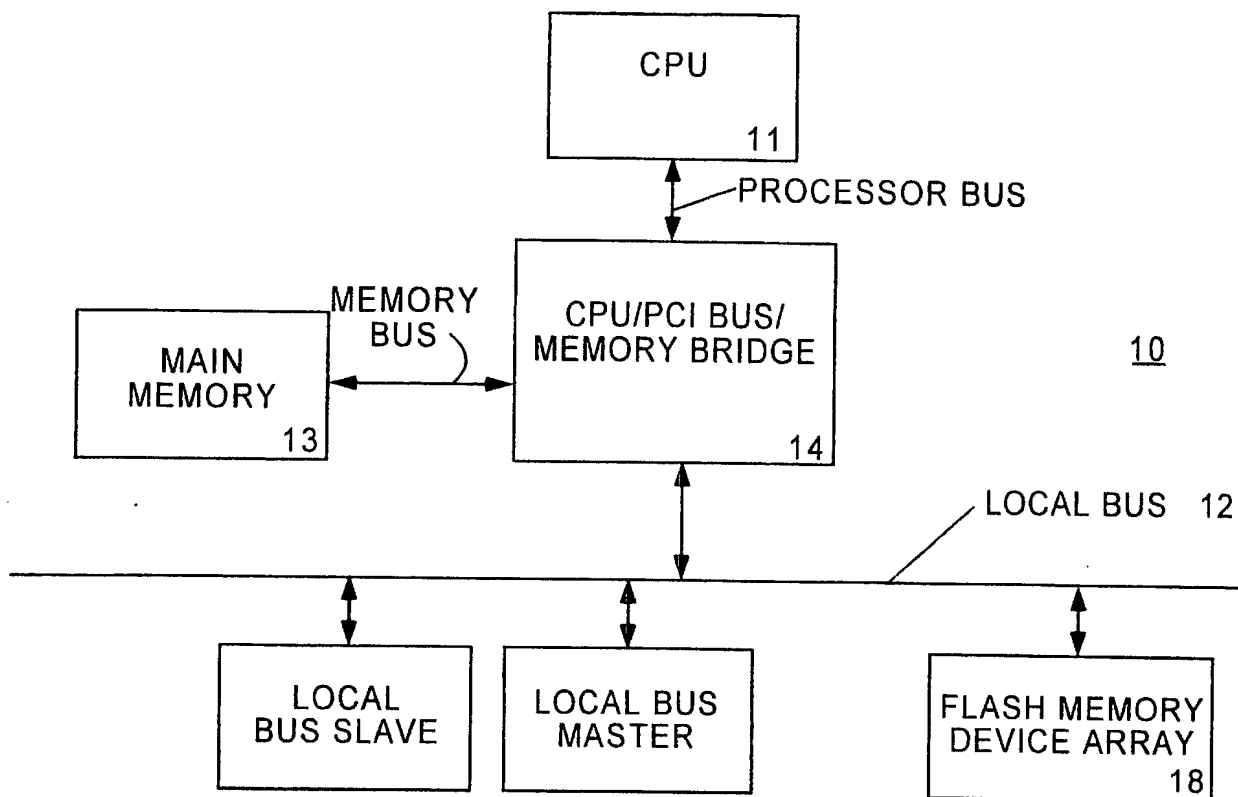 CPU
11
PROCESSOR BUS
MEMORY
BUS
CPU/PCI BUS/
MEMORY BRIDGE
14
MAIN
MEMORY
13
10
LOCAL BUS 12
LOCAL
BUS SLAVE
LOCAL BUS
MASTER
FLASH MEMORY
DEVICE ARRAY
18